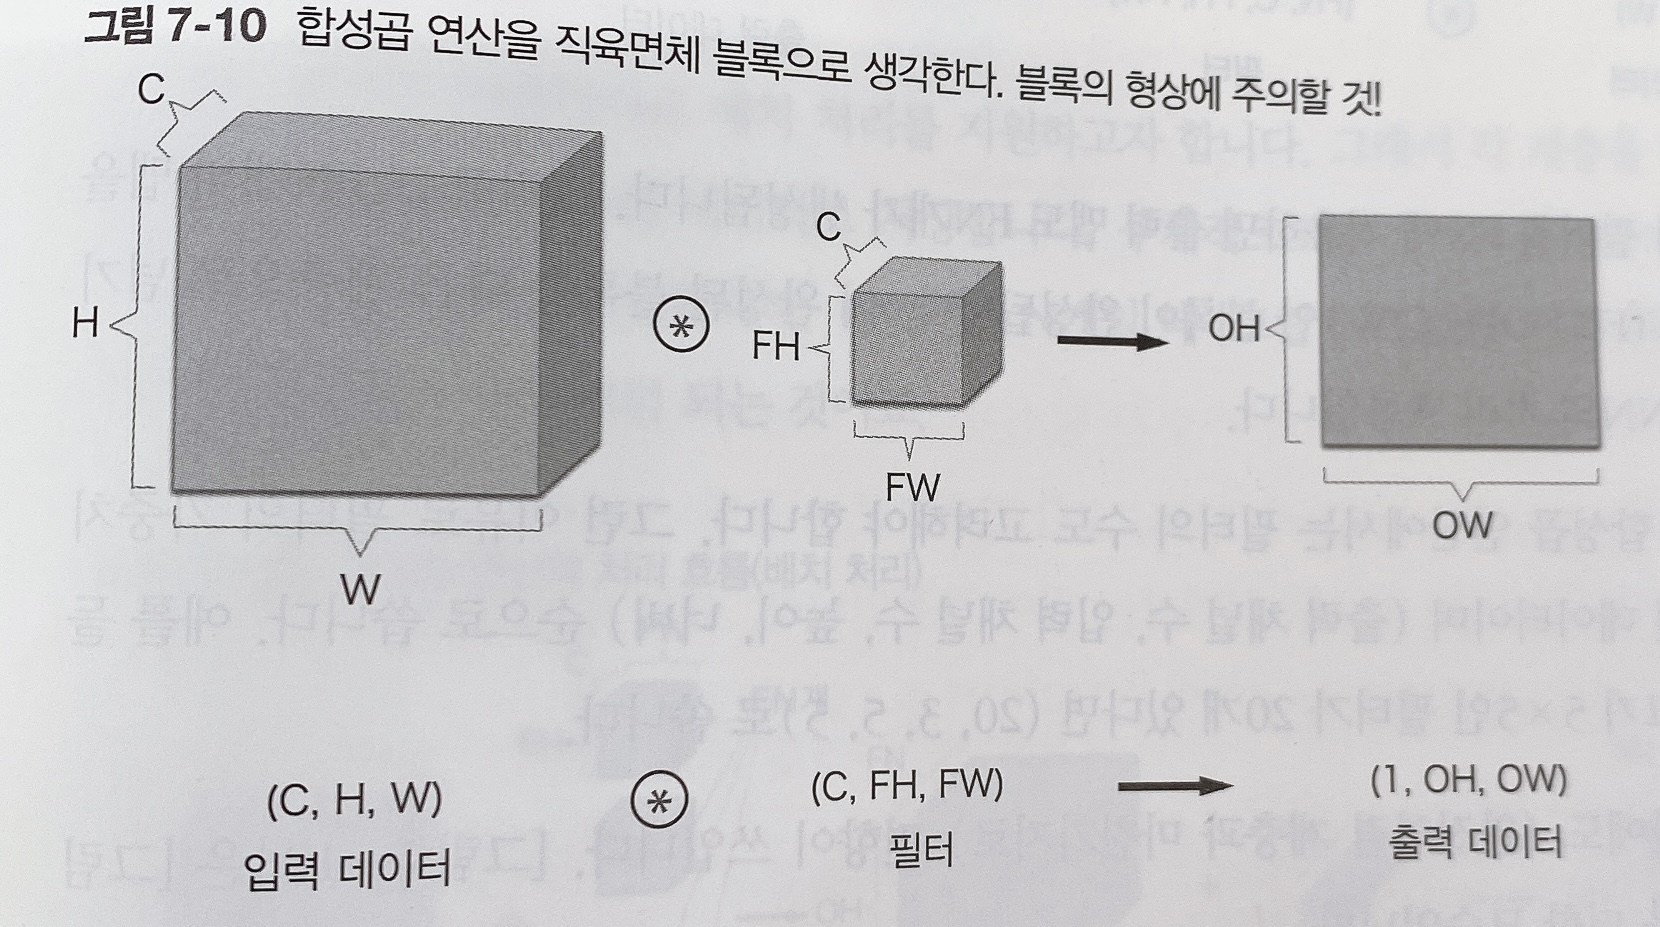 그림 7-10 합성곱 연산을 직육면체 블록으로 생각한다. 블록의 형상에 주의할 것!
C
H
W
*
C
FH
FW
OH
OW
(C, H, W) * (C, FH, FW) → (1, OH, OW)
입력 데이터 필터 출력 데이터